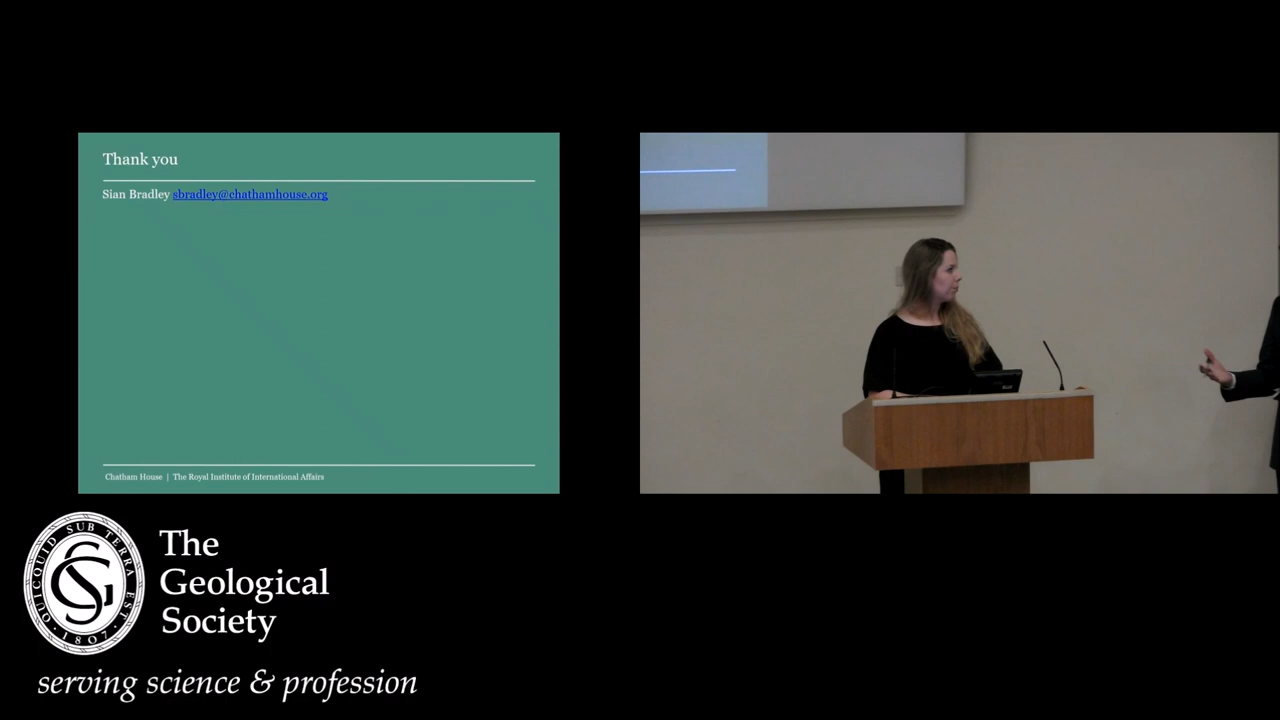 Thank you
Sian Bradley sbradley@chathamhouse.org
Chatham House | The Royal Institute of International Affairs
QUICQUID SUB TERRA EST
· 1807 ·
The
Geological
Society
serving science & profession